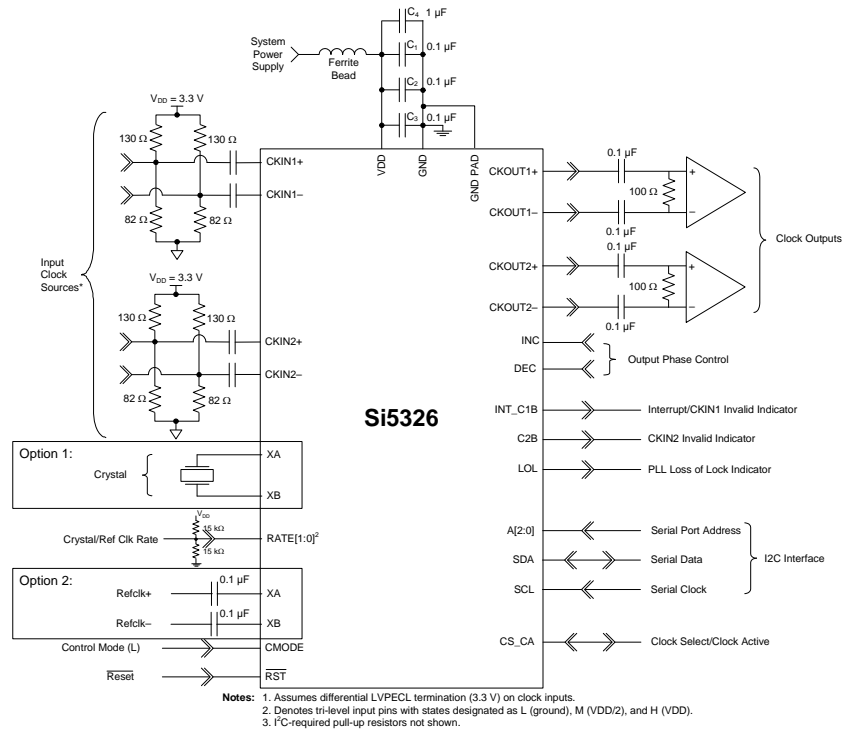 C4 1 µF
System
Power
Supply
Ferrite
Bead
C1 0.1 µF
C2 0.1 µF
C3 0.1 µF
VDD = 3.3 V
130 Ω
130 Ω
82 Ω
82 Ω
CKIN1+
CKIN1–
VDD
GND
GND PAD
Input
Clock
Sources*
VDD = 3.3 V
130 Ω
130 Ω
82 Ω
82 Ω
CKIN2+
CKIN2–
Option 1:
Crystal
XA
XB
Crystal/Ref Clk Rate
VDD
15 kΩ
15 kΩ
RATE[1:0]2
Option 2:
Refclk+
0.1 µF
XA
Refclk–
0.1 µF
XB
Control Mode (L)
CMODE
Reset
RST
Si5326
CKOUT1+
0.1 µF
+
100 Ω
CKOUT1–
–
0.1 µF
CKOUT2+
0.1 µF
+
100 Ω
CKOUT2–
–
0.1 µF
Clock Outputs
INC
DEC
Output Phase Control
INT_C1B
Interrupt/CKIN1 Invalid Indicator
C2B
CKIN2 Invalid Indicator
LOL
PLL Loss of Lock Indicator
A[2:0]
Serial Port Address
SDA
Serial Data
I2C Interface
SCL
Serial Clock
CS_CA
Clock Select/Clock Active
Notes: 1. Assumes differential LVPECL termination (3.3 V) on clock inputs.
2. Denotes tri-level input pins with states designated as L (ground), M (VDD/2), and H (VDD).
3. I2C-required pull-up resistors not shown.